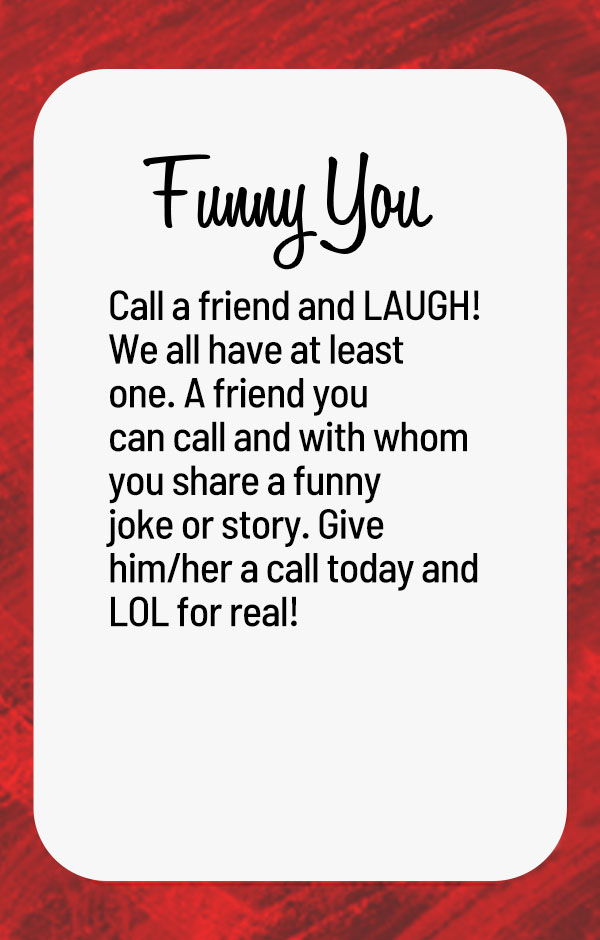 Funny You
Call a friend and LAUGH!
We all have at least
one. A friend you
can call and with whom
you share a funny
joke or story. Give
him/her a call today and
LOL for real!